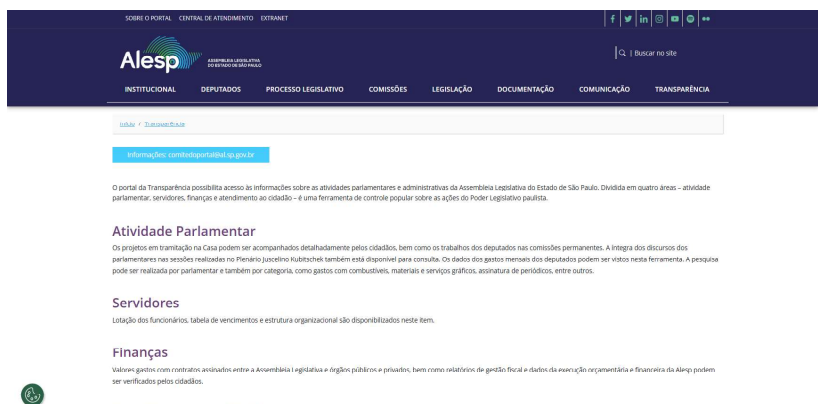 SOBRE O PORTAL CENTRAL DE ATENDIMENTO EXTRANET
Alesp
ASSEMBLEIA LEGISLATIVA
DO ESTADO DE SÃO PAULO
Buscar no site
INSTITUCIONAL DEPUTADOS PROCESSO LEGISLATIVO COMISSÕES LEGISLAÇÃO DOCUMENTAÇÃO COMUNICAÇÃO TRANSPARÊNCIA
Início / Transparência
Informações: comitedoportal@al.sp.gov.br
O portal da Transparência possibilita acesso às informações sobre as atividades parlamentares e administrativas da Assembleia Legislativa do Estado de São Paulo. Dividida em quatro áreas – atividade
parlamentar, servidores, finanças e atendimento ao cidadão – é uma ferramenta de controle popular sobre as ações do Poder Legislativo paulista.
Atividade Parlamentar
Os projetos em tramitação na Casa podem ser acompanhados detalhadamente pelos cidadãos, bem como os trabalhos dos deputados nas comissões permanentes. A íntegra dos discursos dos
parlamentares nas sessões realizadas no Plenário Juscelino Kubitschek também está disponível para consulta. Os dados dos gastos mensais dos deputados podem ser vistos nesta ferramenta. A pesquisa
pode ser realizada por parlamentar e também por categoria, como gastos com combustíveis, materiais e serviços gráficos, assinatura de periódicos, entre outros.
Servidores
Lotação dos funcionários, tabela de vencimentos e estrutura organizacional são disponibilizados neste item.
Finanças
Valores gastos com contratos assinados entre a Assembleia Legislativa e órgãos públicos e privados, bem como relatórios de gestão fiscal e dados da execução orçamentária e financeira da Alesp podem
ser verificados pelos cidadãos.